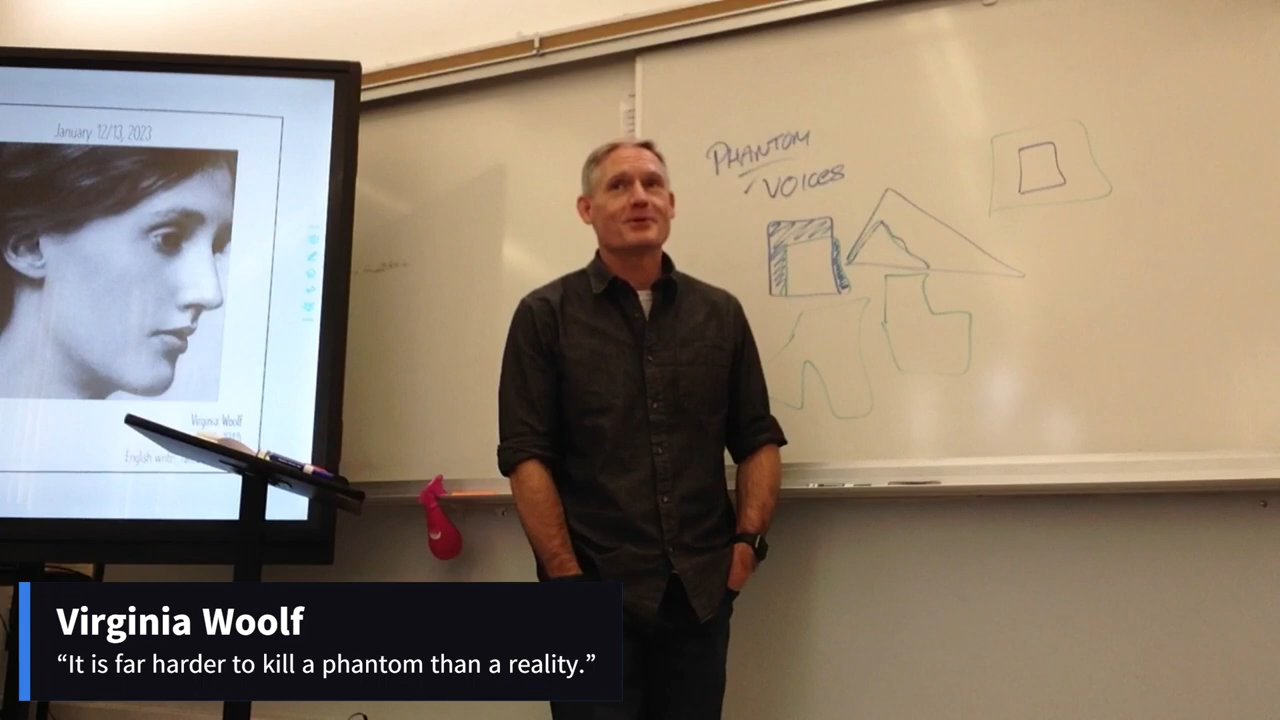 January 12/13, 2023
Virginia Woolf
English
PHANTOM
VOICES
Virginia Woolf
“It is far harder to kill a phantom than a reality.”